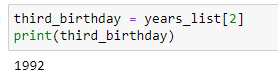 third_birthday = years_list[2]
print(third_birthday)
1992